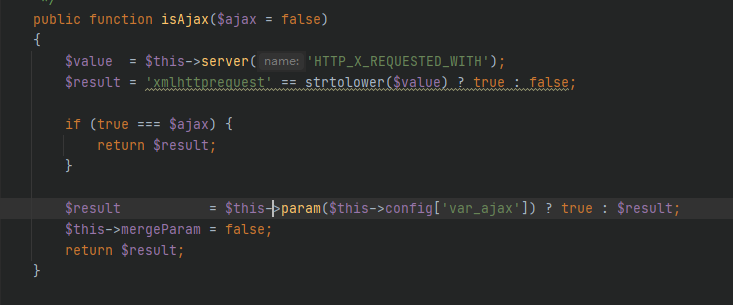 */
public function isAjax($ajax = false)
{
    $value  = $this->server( name: 'HTTP_X_REQUESTED_WITH');
    $result = 'xmlhttprequest' == strtolower($value) ? true : false;
    if (true === $ajax) {
        return $result;
    }
    $result           = $this->param($this->config['var_ajax']) ? true : $result;
    $this->mergeParam = false;
    return $result;
}